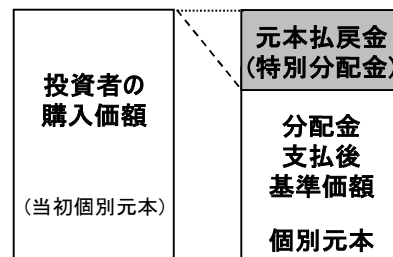 投資者の
購入価額
(当初個別元本)
元本払戻金
(特別分配金)
分配金
支払後
基準価額
個別元本